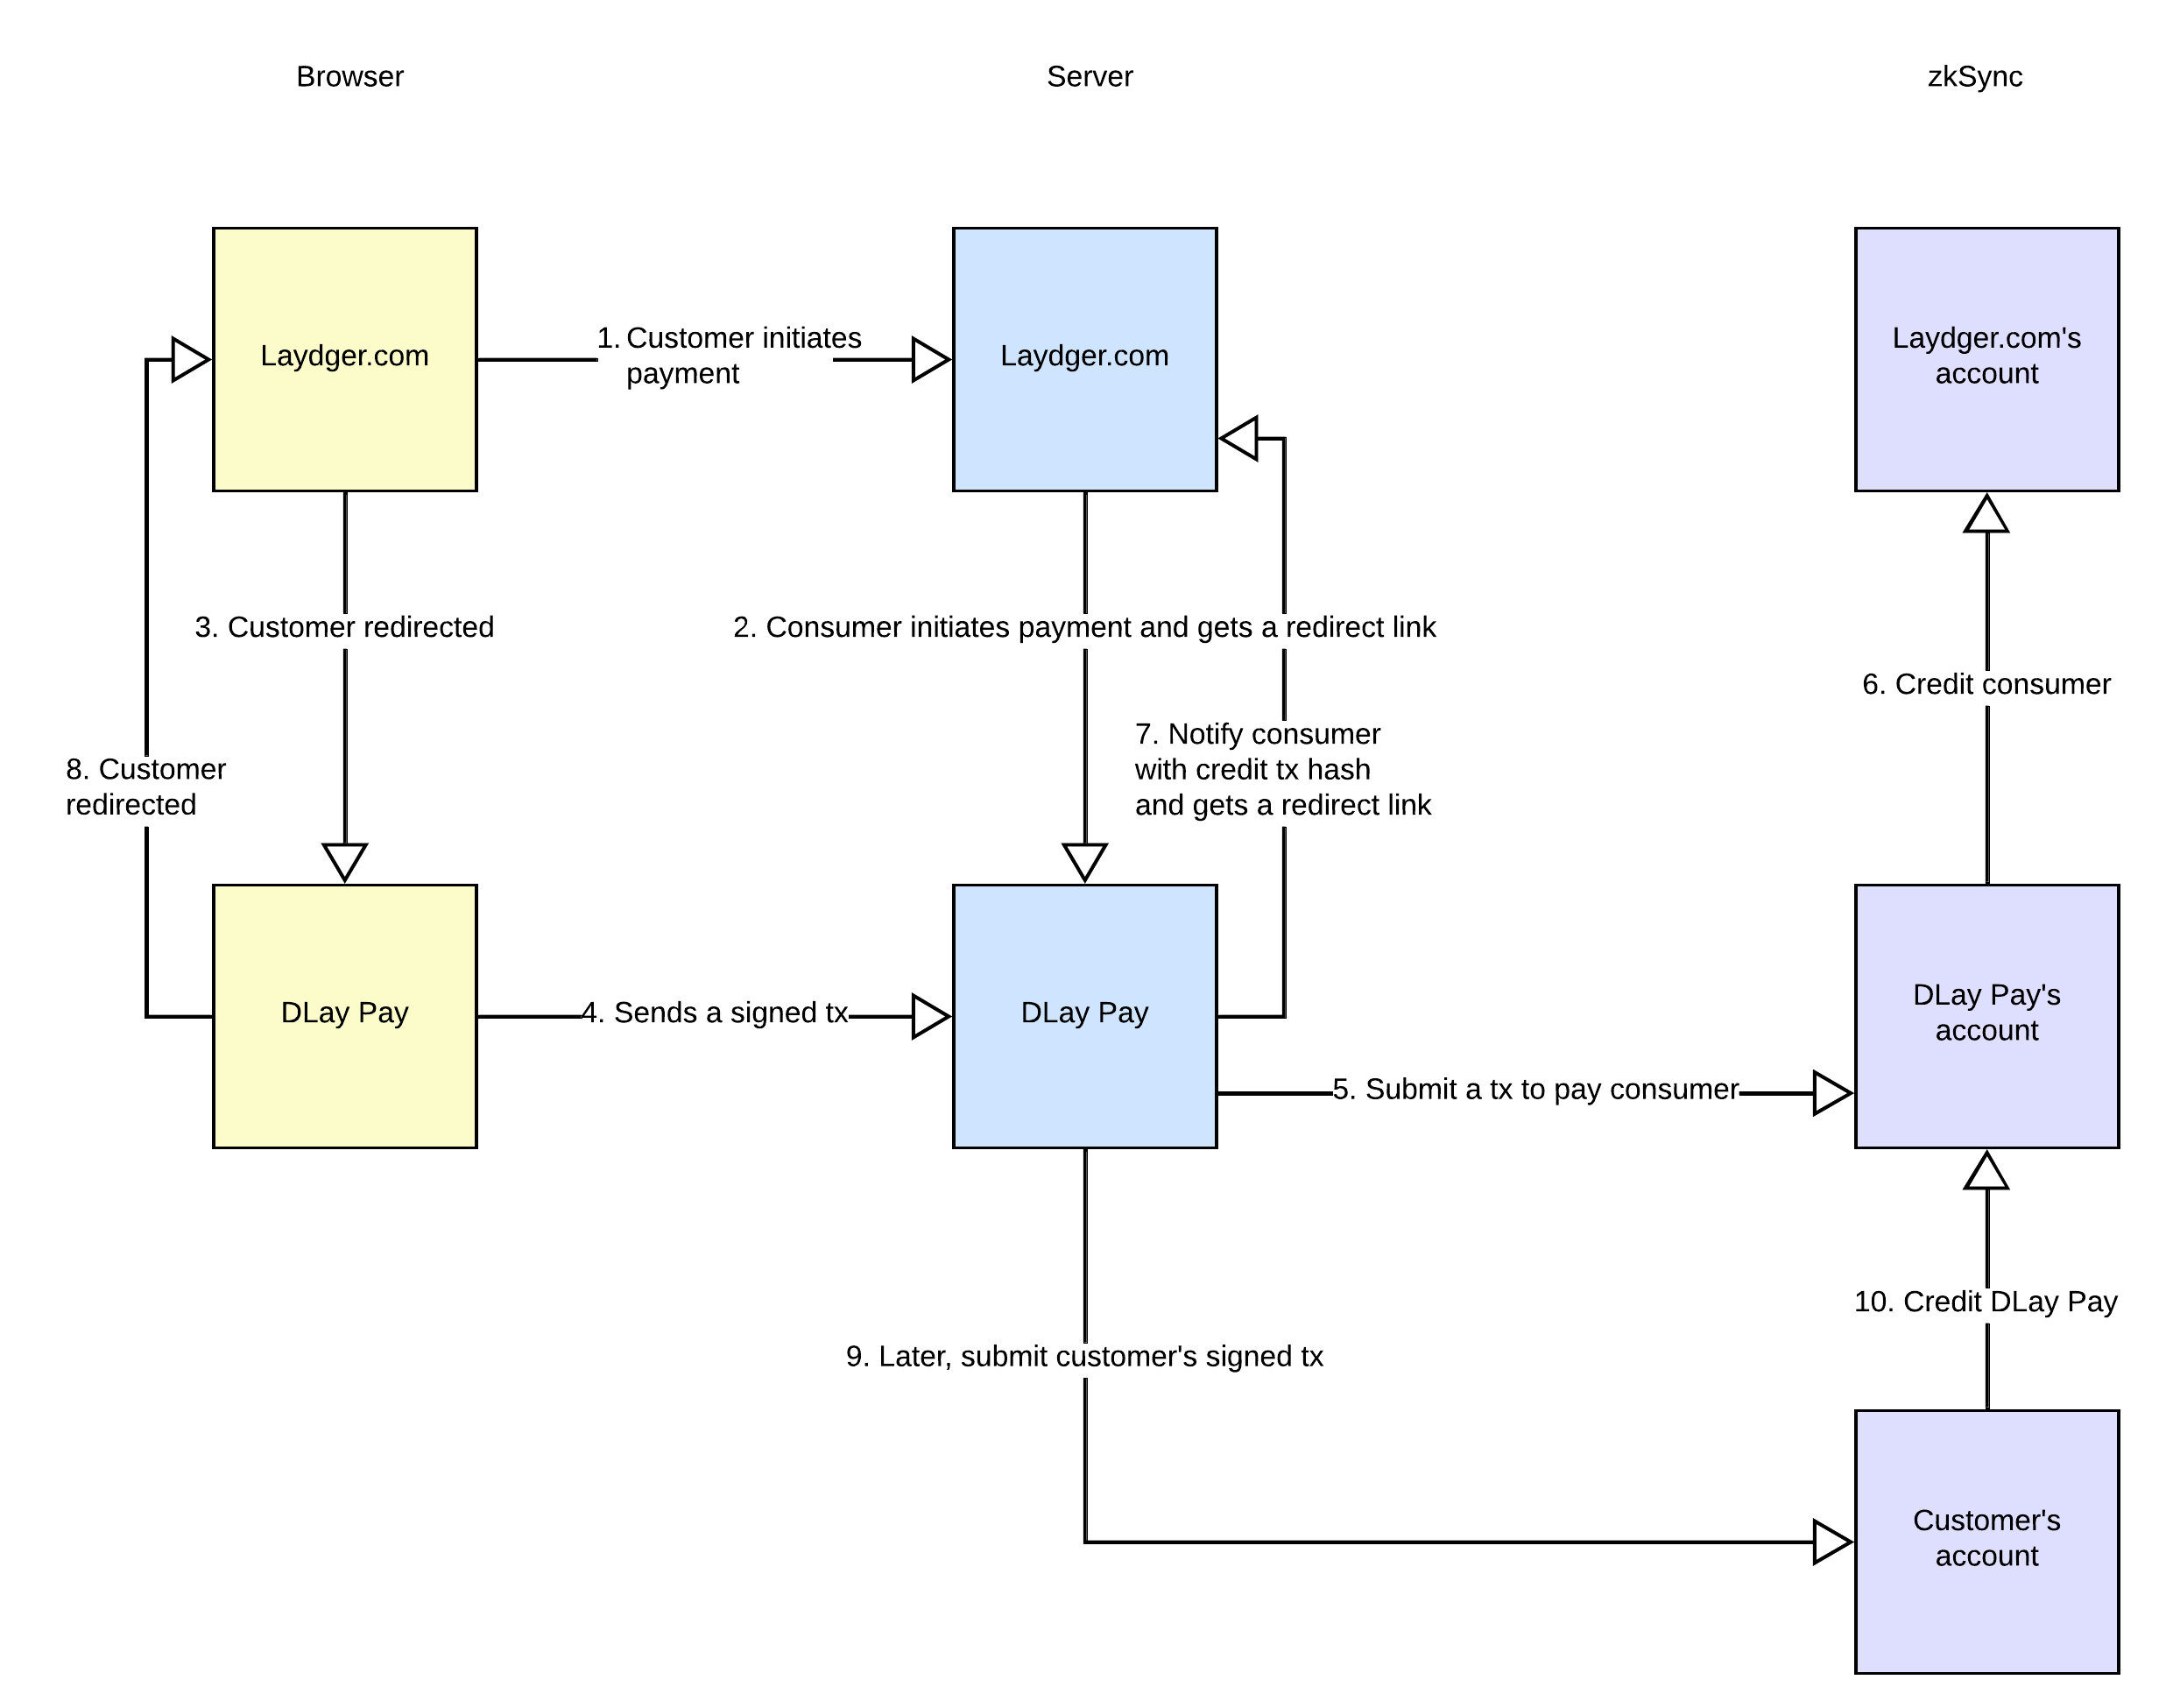 Browser
Server
zkSync
Laydger.com
1. Customer initiates
payment
Laydger.com
Laydger.com's
account
3. Customer redirected
2. Consumer initiates payment and gets a redirect link
6. Credit consumer
7. Notify consumer
with credit tx hash
and gets a redirect link
8. Customer
redirected
DLay Pay
4. Sends a signed tx
DLay Pay
DLay Pay's
account
5. Submit a tx to pay consumer
10. Credit DLay Pay
9. Later, submit customer's signed tx
Customer's
account